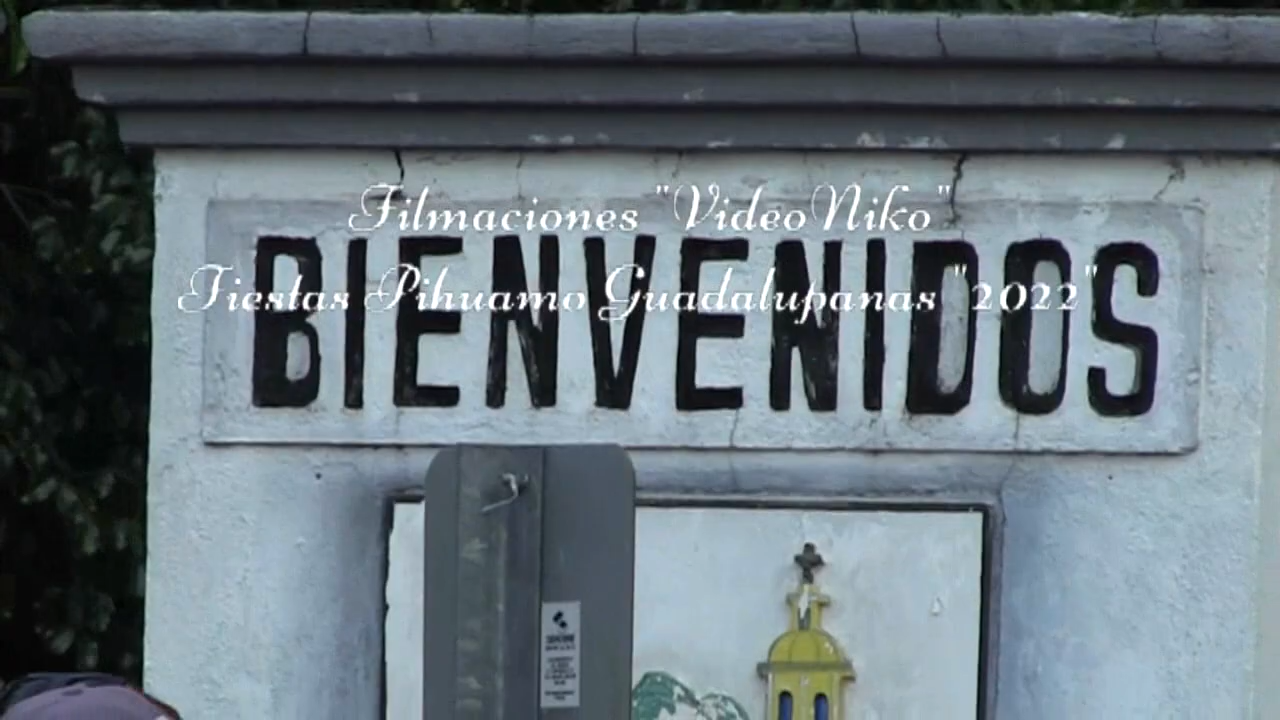 Filmaciones "VideoNiko"
Fiestas Pihuamo Guadalupanas "2022"
BIENVENIDOS